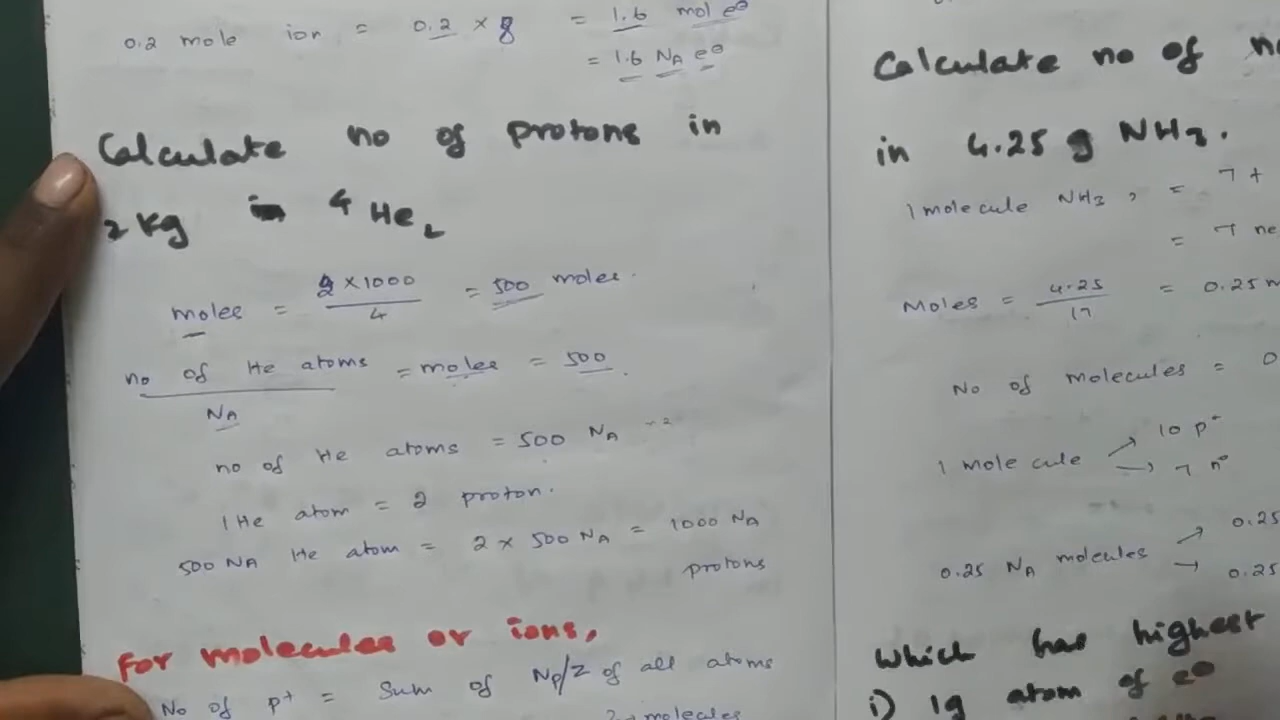 0.2 mole ion = 0.2 × 8 = 1.6 mol e⊖
= 1.6 NA e⊖
Calculate no of protons in
2 kg in ⁴He₂
moles = 2×1000/4 = 500 moles.
no of He atoms/NA = moles = 500.
no of He atoms = 500 NA
1 He atom = 2 proton.
500 NA He atom = 2 × 500 NA = 1000 NA
protons
For molecules or ions,
No of p⁺ = Sum of Np/Z of all atoms
molecules
Calculate no of
in 4.25 g NH₃.
1 molecule NH₃, = 7 +
= 7 ne
Moles = 4.25/17 = 0.25 m
No of molecules = 0
1 molecule → 10 p⁺
→ 7 n⁰
0.25 NA molecules → 0.25
→ 0.25
Which has highest
i) 1g atom of e⊖